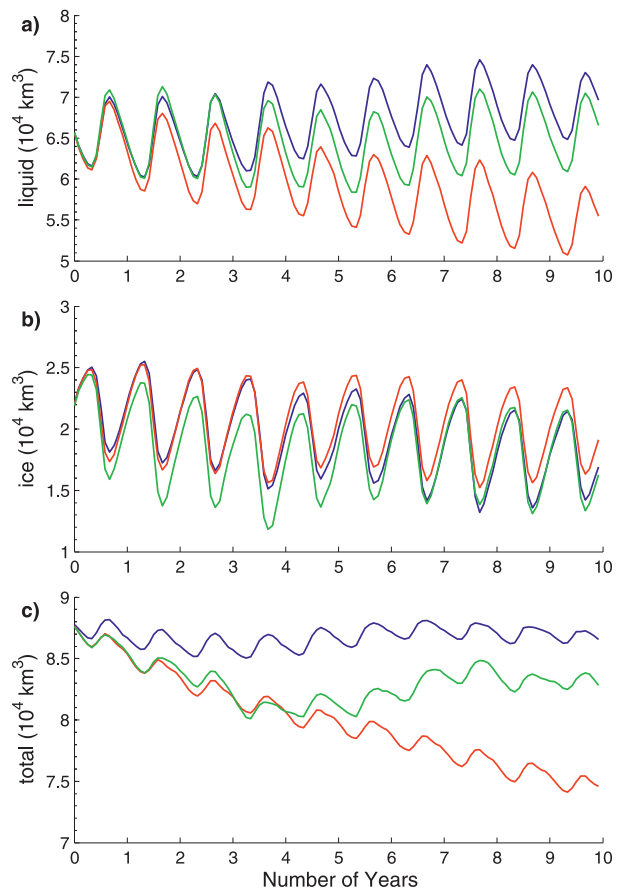 a)
liquid (10⁴ km³)
8
7
6.5
6
5.5
5
0 1 2 3 4 5 6 7 8 9 10
b)
ice (10⁴ km³)
3
2.5
2
1.5
1
0 1 2 3 4 5 6 7 8 9 10
c)
total (10⁴ km³)
9
8.5
8
7.5
7
0 1 2 3 4 5 6 7 8 9 10
Number of Years